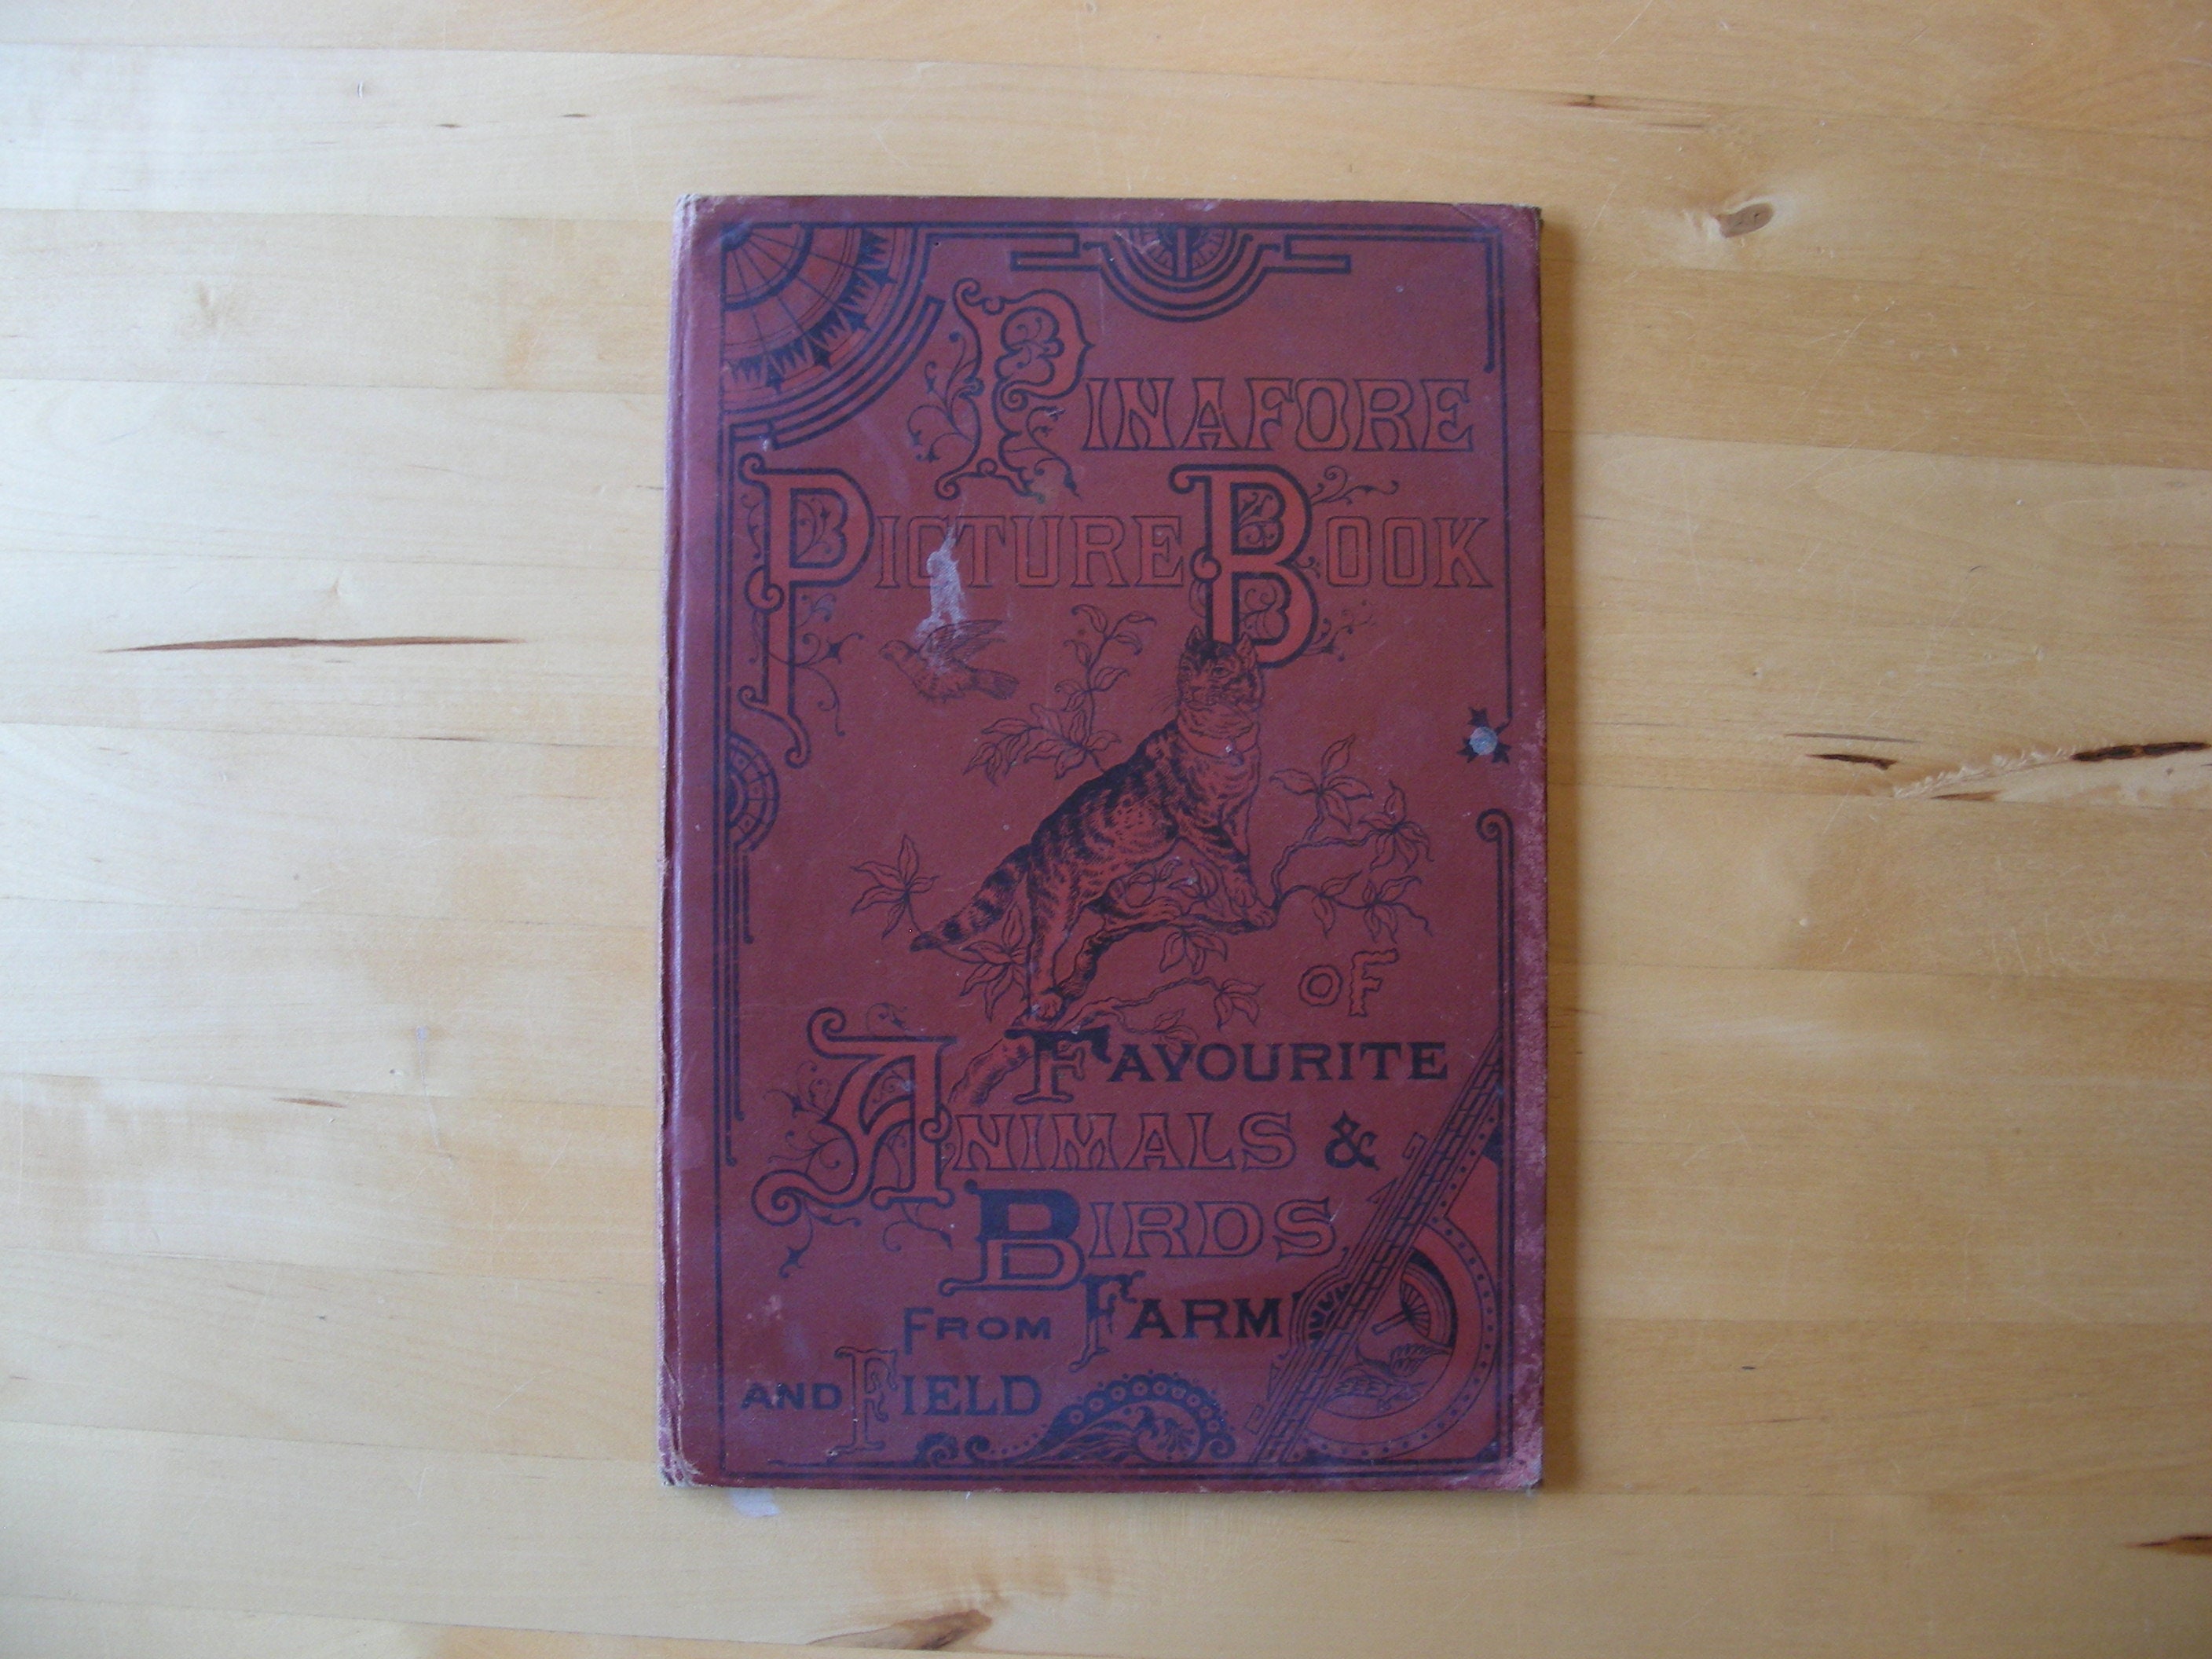 PINAFORE
PICTURE BOOK
OF
FAVOURITE
ANIMALS &
BIRDS
FROM FARM
AND FIELD